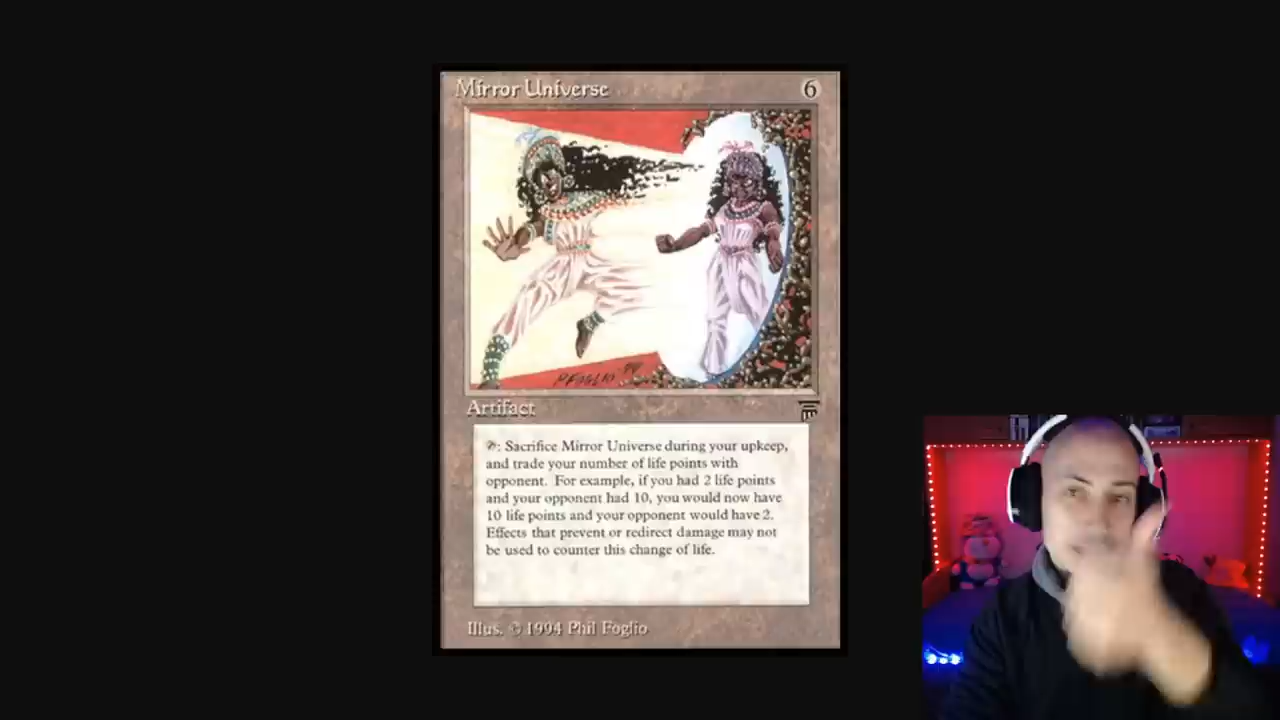 Mirror Universe 6
P. FOGLIO 94
Artifact
: Sacrifice Mirror Universe during your upkeep,
and trade your number of life points with
opponent. For example, if you had 2 life points
and your opponent had 10, you would now have
10 life points and your opponent would have 2.
Effects that prevent or redirect damage may not
be used to counter this change of life.
Illus. © 1994 Phil Foglio